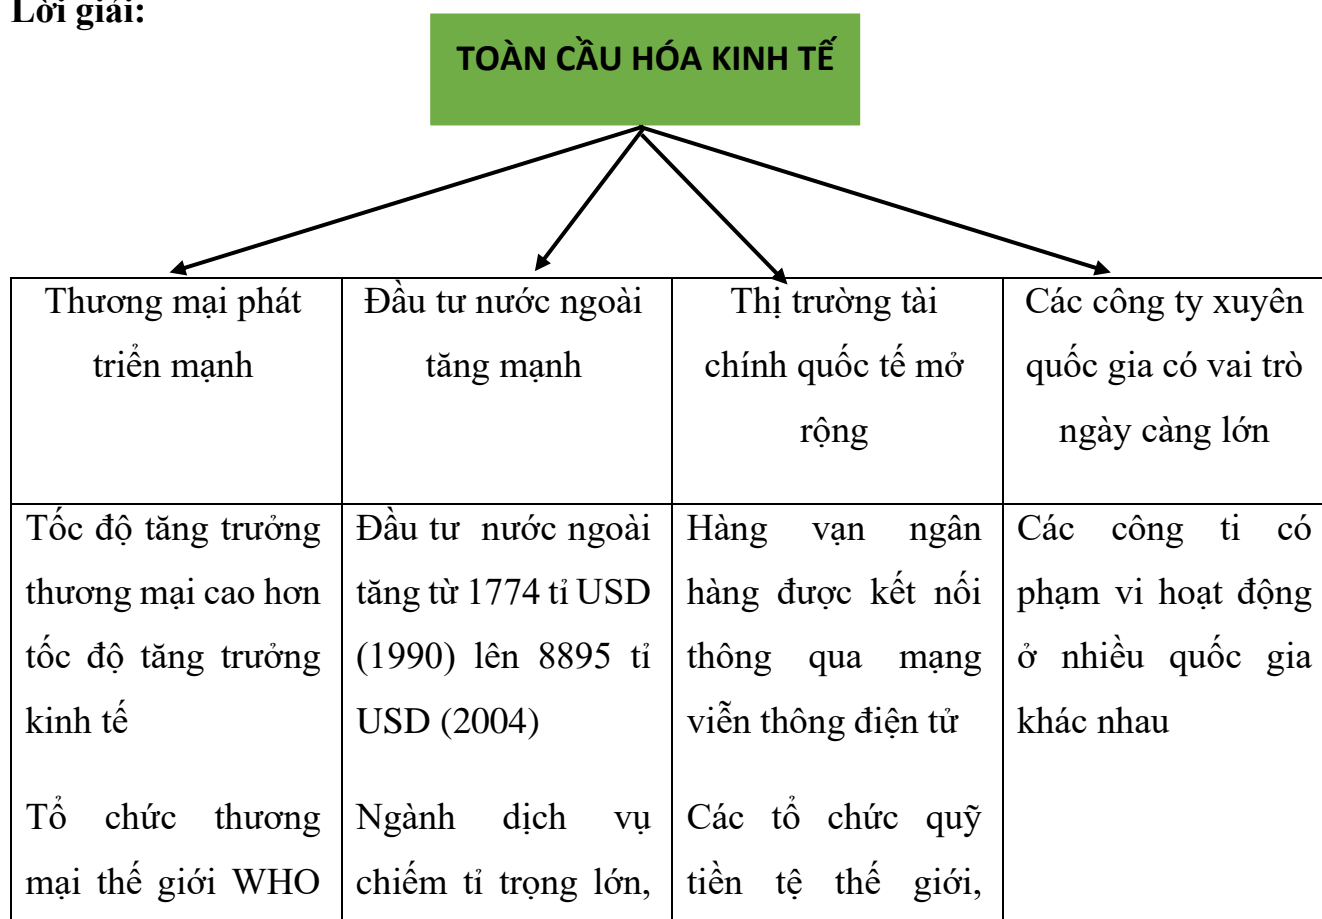 Lời giải:
TOÀN CẦU HÓA KINH TẾ
Thương mại phát
triển mạnh
Đầu tư nước ngoài
tăng mạnh
Thị trường tài
chính quốc tế mở
rộng
Các công ty xuyên
quốc gia có vai trò
ngày càng lớn
Tốc độ tăng trưởng
thương mại cao hơn
tốc độ tăng trưởng
kinh tế
Tổ chức thương
mại thế giới WHO
Đầu tư nước ngoài
tăng từ 1774 tỉ USD
(1990) lên 8895 tỉ
USD (2004)
Ngành dịch vụ
chiếm tỉ trọng lớn,
Hàng vạn ngân
hàng được kết nối
thông qua mạng
viễn thông điện tử
Các tổ chức quỹ
tiền tệ thế giới,
Các công ti có
phạm vi hoạt động
ở nhiều quốc gia
khác nhau